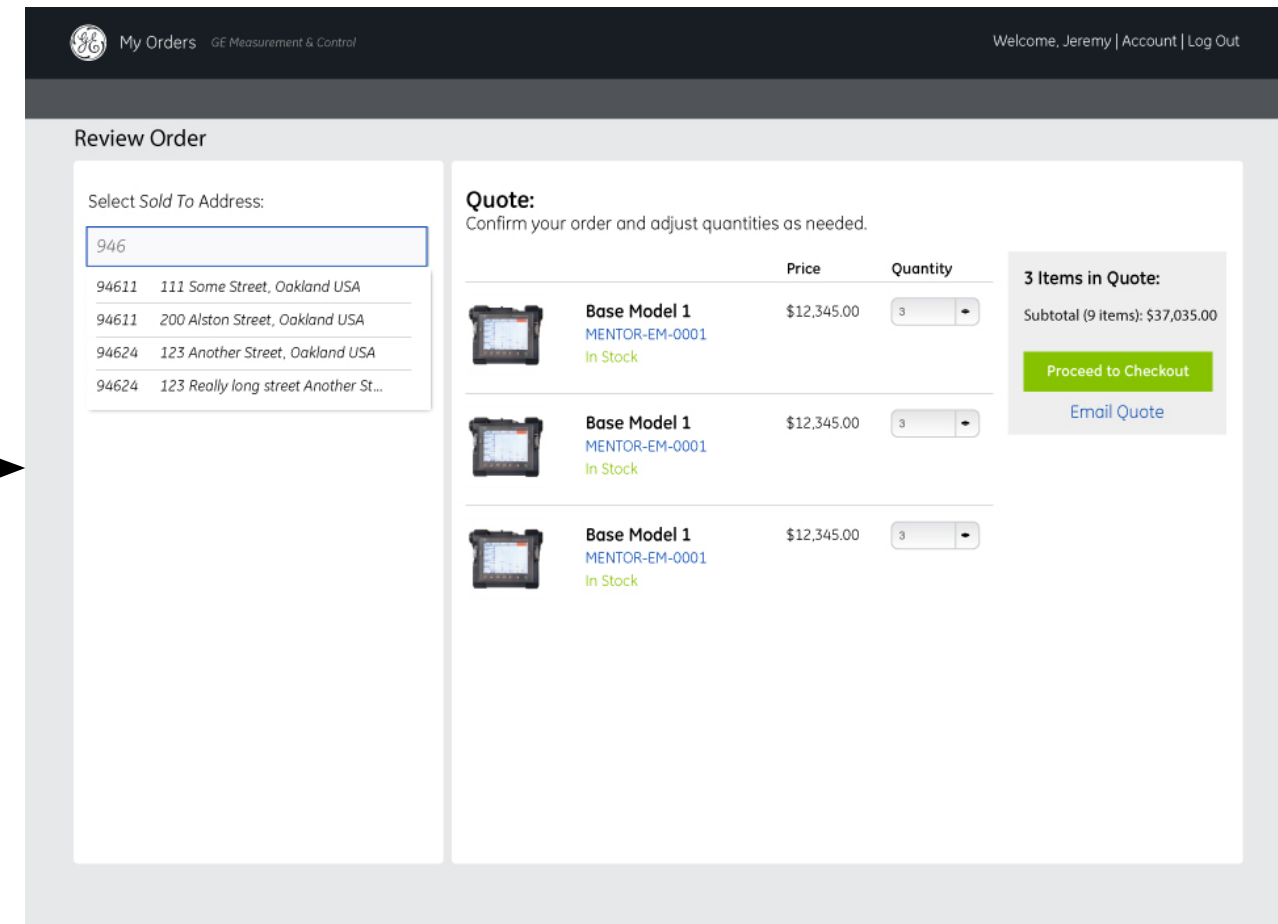 GE My Orders GE Measurement & Control Welcome, Jeremy | Account | Log Out
Review Order
Select Sold To Address:
946
94611 111 Some Street, Oakland USA
94611 200 Alston Street, Oakland USA
94624 123 Another Street, Oakland USA
94624 123 Really long street Another St...
Quote:
Confirm your order and adjust quantities as needed.
Price Quantity
Base Model 1 $12,345.00 3
MENTOR-EM-0001
In Stock
Base Model 1 $12,345.00 3
MENTOR-EM-0001
In Stock
Base Model 1 $12,345.00 3
MENTOR-EM-0001
In Stock
3 Items in Quote:
Subtotal (9 items): $37,035.00
Proceed to Checkout
Email Quote